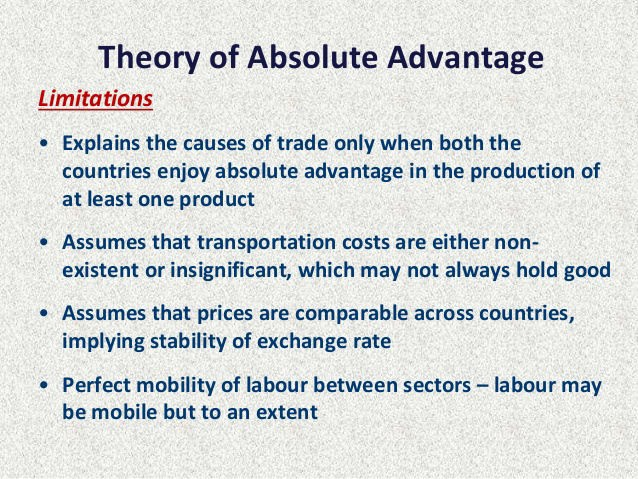 Theory of Absolute Advantage
Limitations
• Explains the causes of trade only when both the
countries enjoy absolute advantage in the production of
at least one product
• Assumes that transportation costs are either non-
existent or insignificant, which may not always hold good
• Assumes that prices are comparable across countries,
implying stability of exchange rate
• Perfect mobility of labour between sectors – labour may
be mobile but to an extent